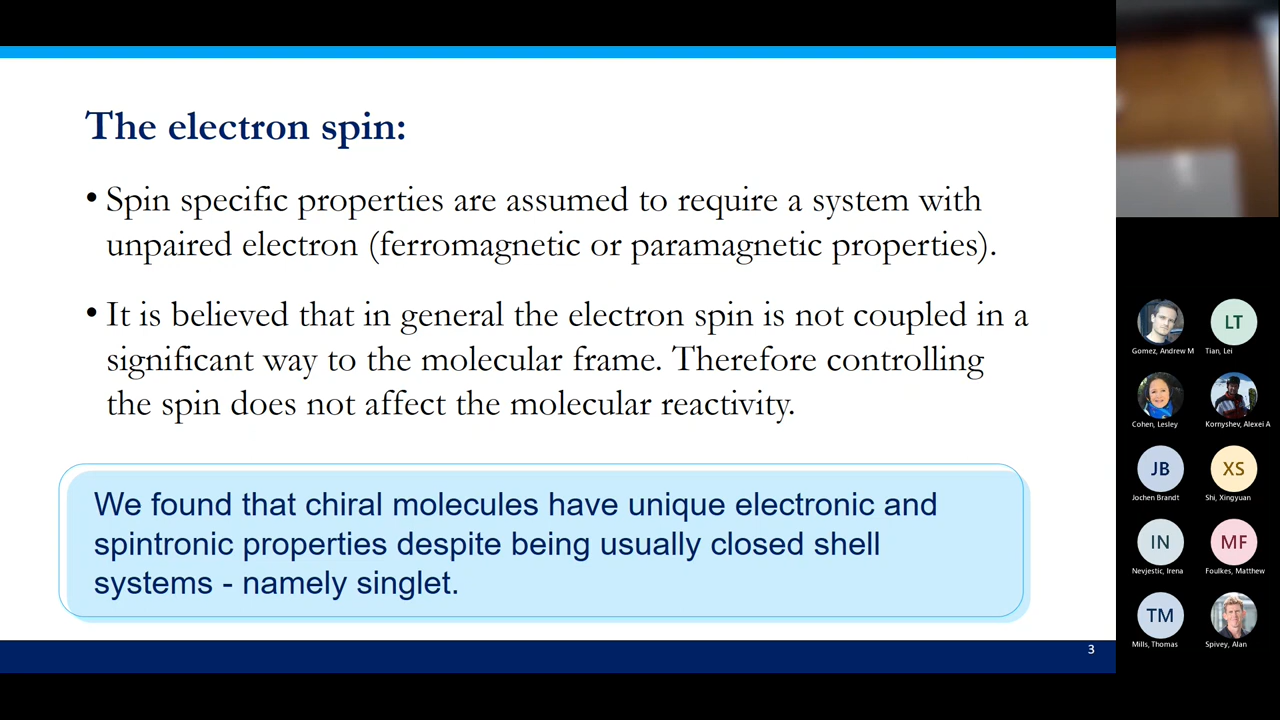 The electron spin:
• Spin specific properties are assumed to require a system with
unpaired electron (ferromagnetic or paramagnetic properties).
• It is believed that in general the electron spin is not coupled in a
significant way to the molecular frame. Therefore controlling
the spin does not affect the molecular reactivity.
We found that chiral molecules have unique electronic and
spintronic properties despite being usually closed shell
systems - namely singlet.
3
LT
Gomez, Andrew M
Tian, Lei
Cohen, Lesley
Kornyshev, Alexei A
JB
XS
Jochen Brandt
Shi, Xingyuan
IN
MF
Nevjestic, Irena
Foulkes, Matthew
TM
Mills, Thomas
Spivey, Alan